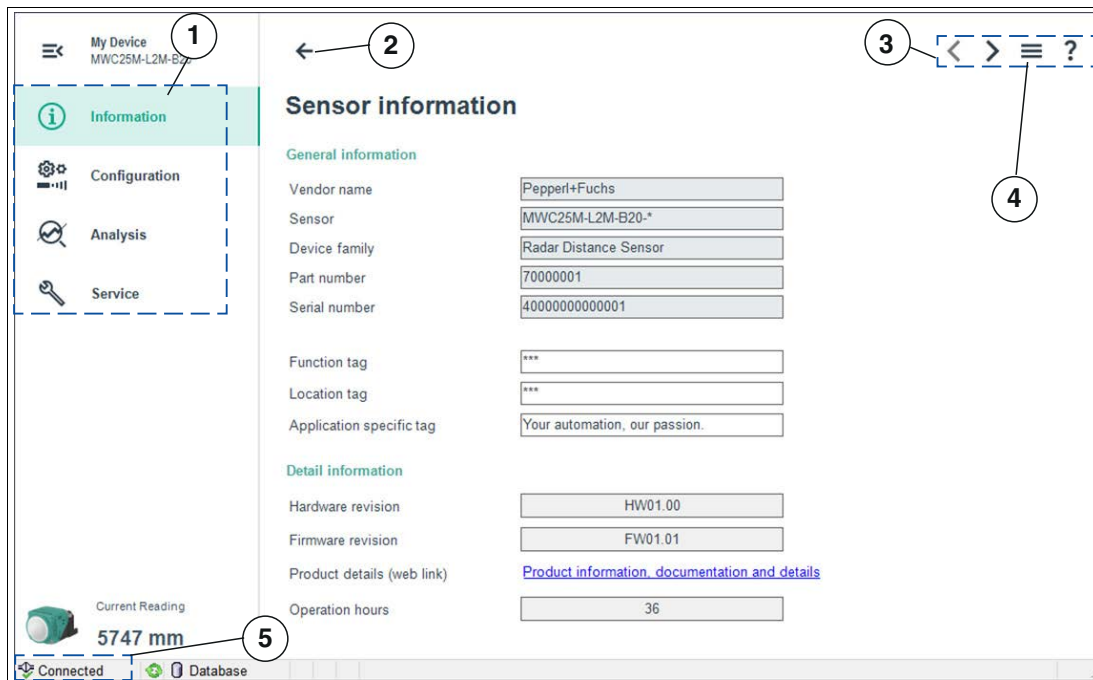 My Device
MWC25M-L2M-B20
1
2
3
?
Information
Configuration
Analysis
Service
4
Sensor information
General information
Vendor name Pepperl+Fuchs
Sensor MWC25M-L2M-B20-*
Device family Radar Distance Sensor
Part number 70000001
Serial number 40000000000001
Function tag ***
Location tag ***
Application specific tag Your automation, our passion.
Detail information
Hardware revision HW01.00
Firmware revision FW01.01
Product details (web link) Product information, documentation and details
Operation hours 36
Current Reading
5747 mm
5
Connected Database